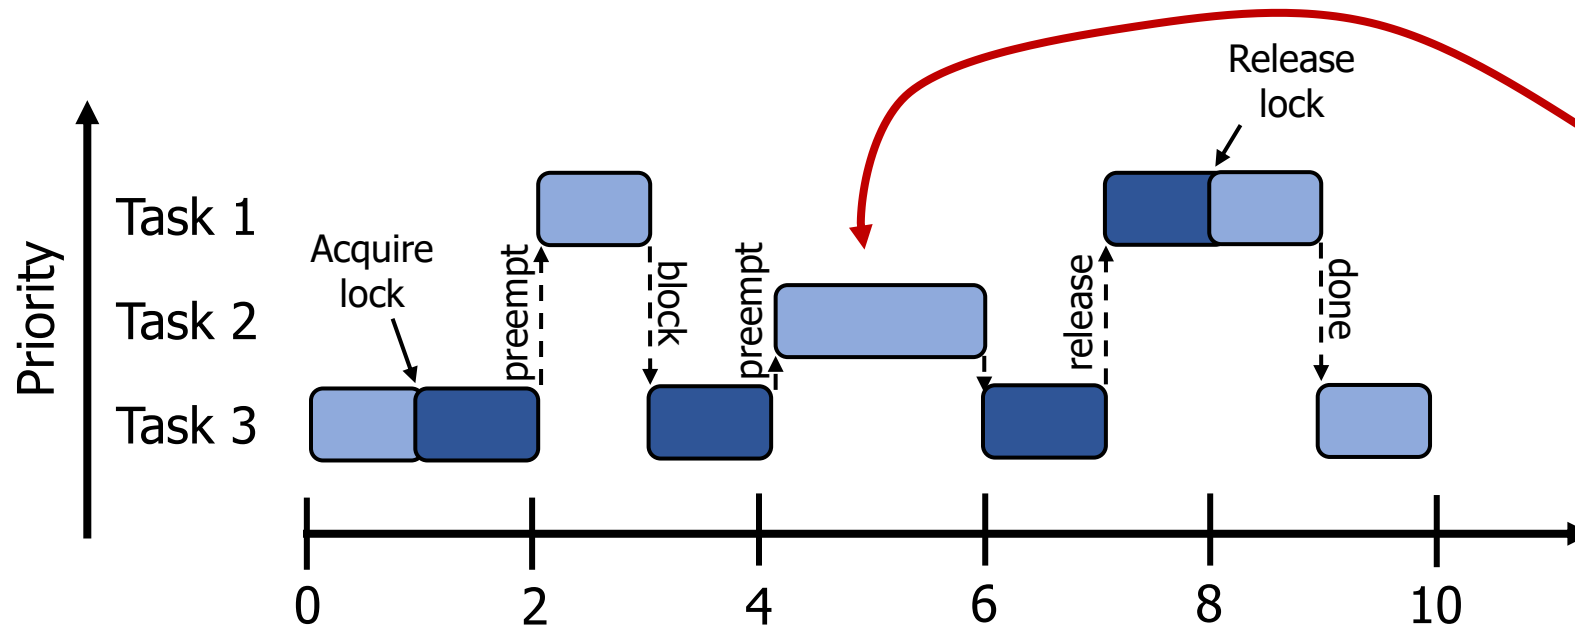 Release
lock
Priority
Task 1
Acquire
lock
preempt
block
preempt
release
done
Task 2
Task 3
0
2
4
6
8
10